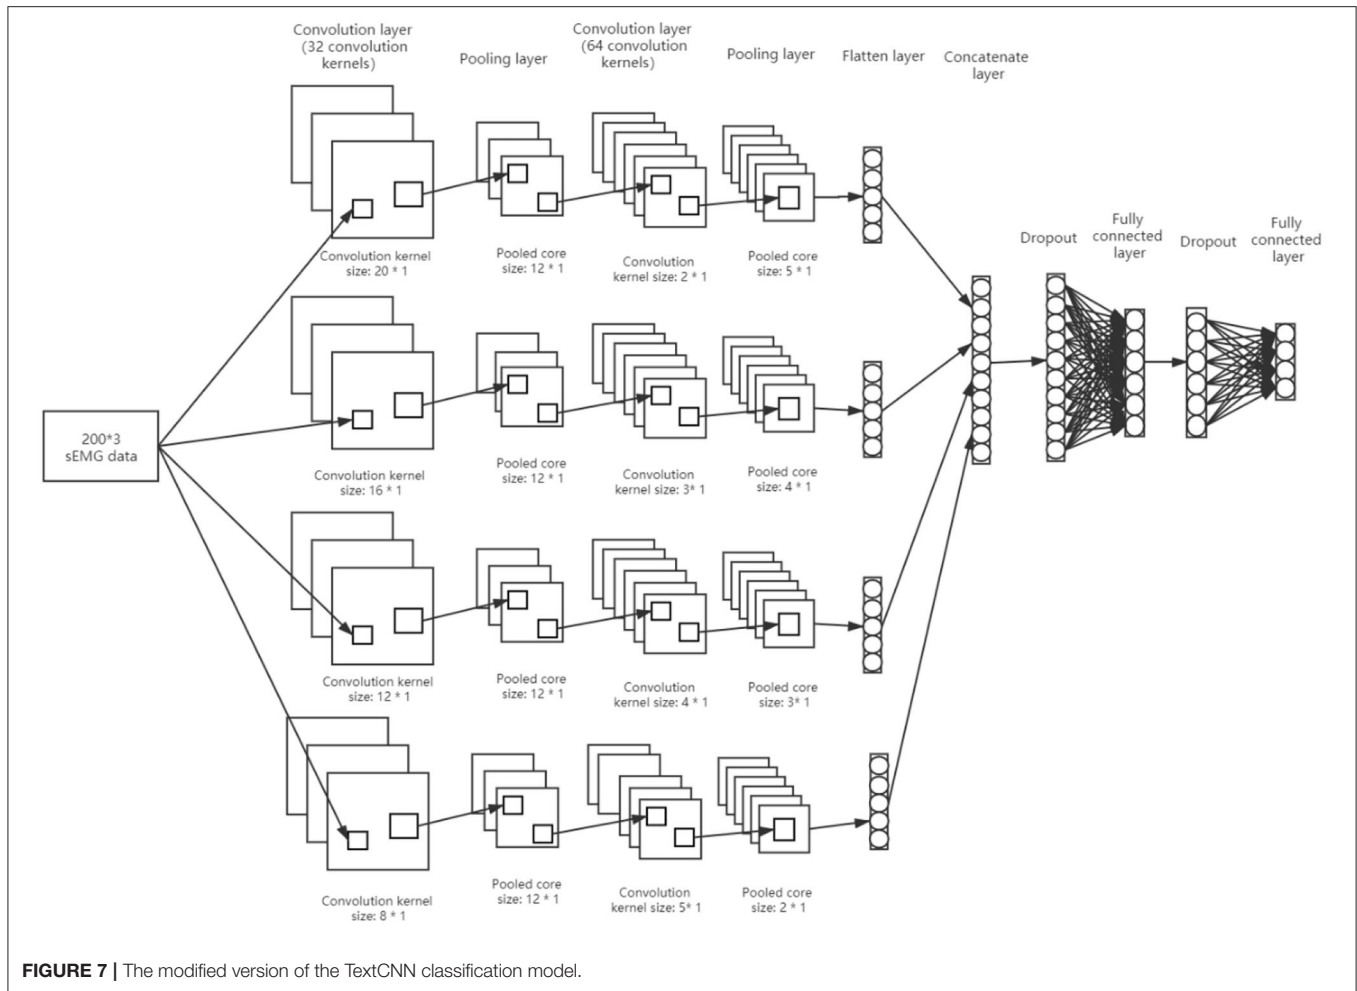 Convolution layer
(32 convolution
kernels)
Pooling layer
Convolution layer
(64 convolution
kernels)
Pooling layer
Flatten layer
Concatenate
layer
Convolution kernel
size: 20 * 1
Pooled core
size: 12 * 1
Convolution
kernel size: 2 * 1
Pooled core
size: 5 * 1
Dropout
Fully
connected
layer
Dropout
Fully
connected
layer
200*3
sEMG data
Convolution kernel
size: 16 * 1
Pooled core
size: 12 * 1
Convolution
kernel size: 3* 1
Pooled core
size: 4 * 1
Convolution kernel
size: 12 * 1
Pooled core
size: 12 * 1
Convolution
kernel size: 4 * 1
Pooled core
size: 3* 1
Convolution kernel
size: 8 * 1
Pooled core
size: 12 * 1
Convolution
kernel size: 5* 1
Pooled core
size: 2 * 1
FIGURE 7 | The modified version of the TextCNN classification model.